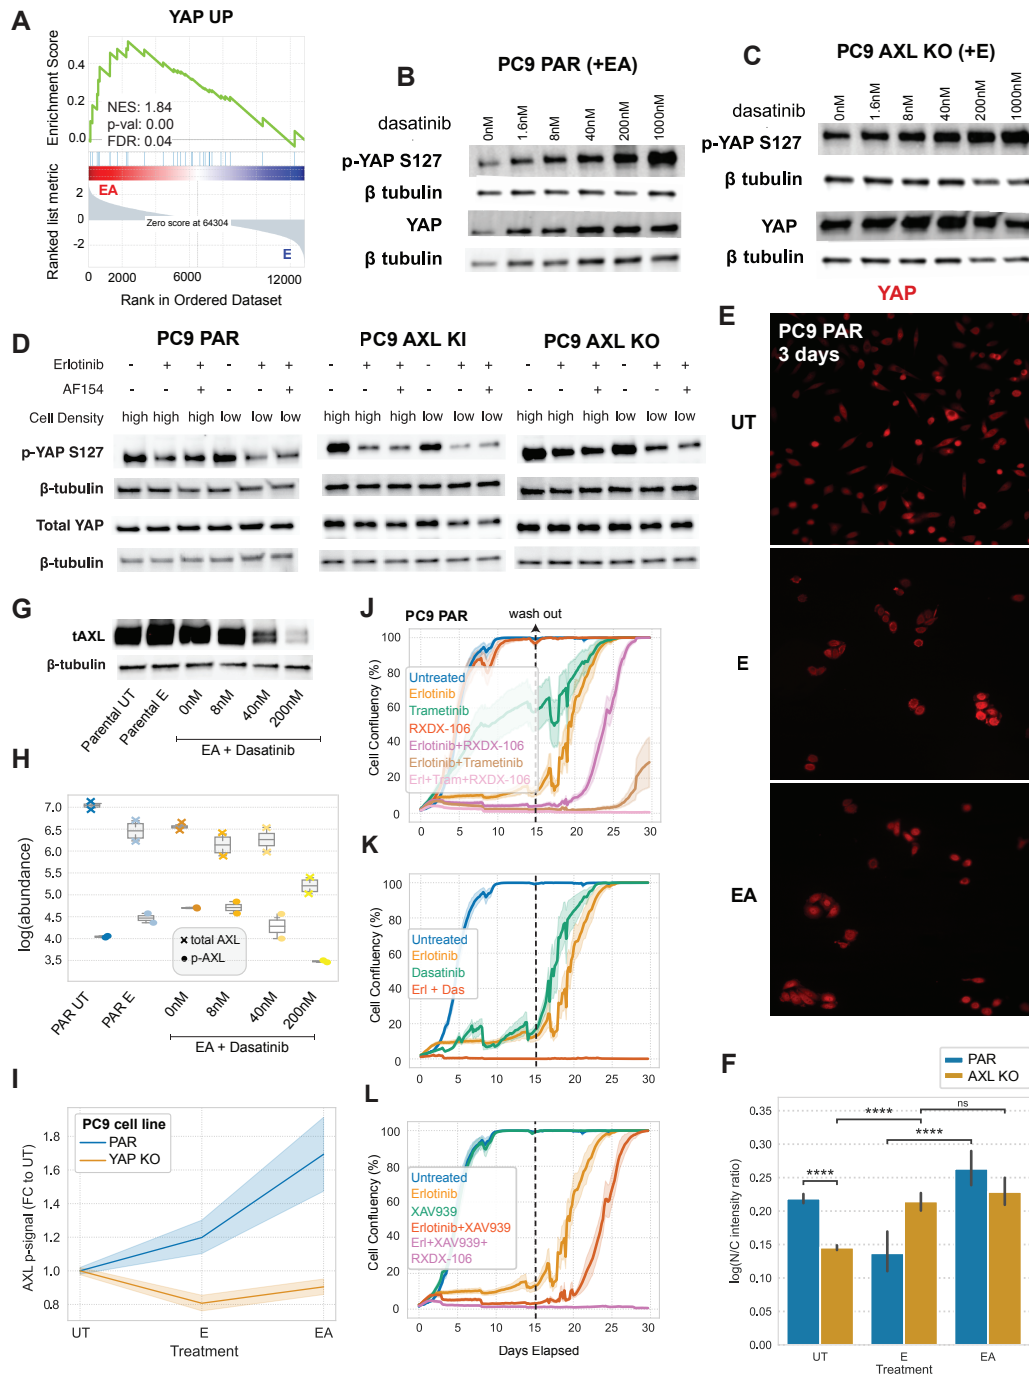 A
YAP UP
Enrichment Score
0.4
0.2
0.0
NES: 1.84
p-val: 0.00
FDR: 0.04
EA
Ranked list metric
2
0
-2
Zero score at 64304
E
0
2000
6000
12000
Rank in Ordered Dataset
B
PC9 PAR (+EA)
dasatinib
0nM
1.6nM
8nM
40nM
200nM
1000nM
p-YAP S127
β tubulin
YAP
β tubulin
C
PC9 AXL KO (+E)
dasatinib
0nM
1.6nM
8nM
40nM
200nM
1000nM
p-YAP S127
β tubulin
YAP
β tubulin
D
PC9 PAR
PC9 AXL KI
PC9 AXL KO
Erlotinib - + + - + + - + + - + + - + + - + +
AF154 + + + + + +
Cell Density high high high low low low high high high low low low high high high low low low
p-YAP S127
β-tubulin
Total YAP
β-tubulin
E
YAP
PC9 PAR
3 days
UT
E
EA
G
tAXL
β-tubulin
Parental UT
Parental E
0nM
8nM
40nM
200nM
EA + Dasatinib
H
log(abundance)
7.0
6.5
6.0
5.5
5.0
4.5
4.0
3.5
total AXL
p-AXL
PAR UT
PAR E
0nM
8nM
40nM
200nM
EA + Dasatinib
I
AXL p-signal (FC to UT)
1.8
1.6
1.4
1.2
1.0
0.8
PC9 cell line
PAR
YAP KO
UT
E
EA
Treatment
J
PC9 PAR
wash out
Cell Confluency (%)
100
80
60
40
20
0
Untreated
Erlotinib
Trametinib
RXDX-106
Erlotinib+RXDX-106
Erlotinib+Trametinib
Erl+Tram+RXDX-106
0
5
10
15
20
25
30
K
Cell Confluency (%)
100
80
60
40
20
0
Untreated
Erlotinib
Dasatinib
Erl + Das
0
5
10
15
20
25
30
L
Cell Confluency (%)
100
80
60
40
20
0
Untreated
Erlotinib
XAV939
Erlotinib+XAV939
Erl+XAV939+
RXDX-106
0
5
10
15
20
25
30
Days Elapsed
F
PAR
AXL KO
log(N/C intensity ratio)
0,35
0,30
0,25
0,20
0,15
0,10
0,05
0.00
****
****
****
ns
UT
E
EA
Treatment